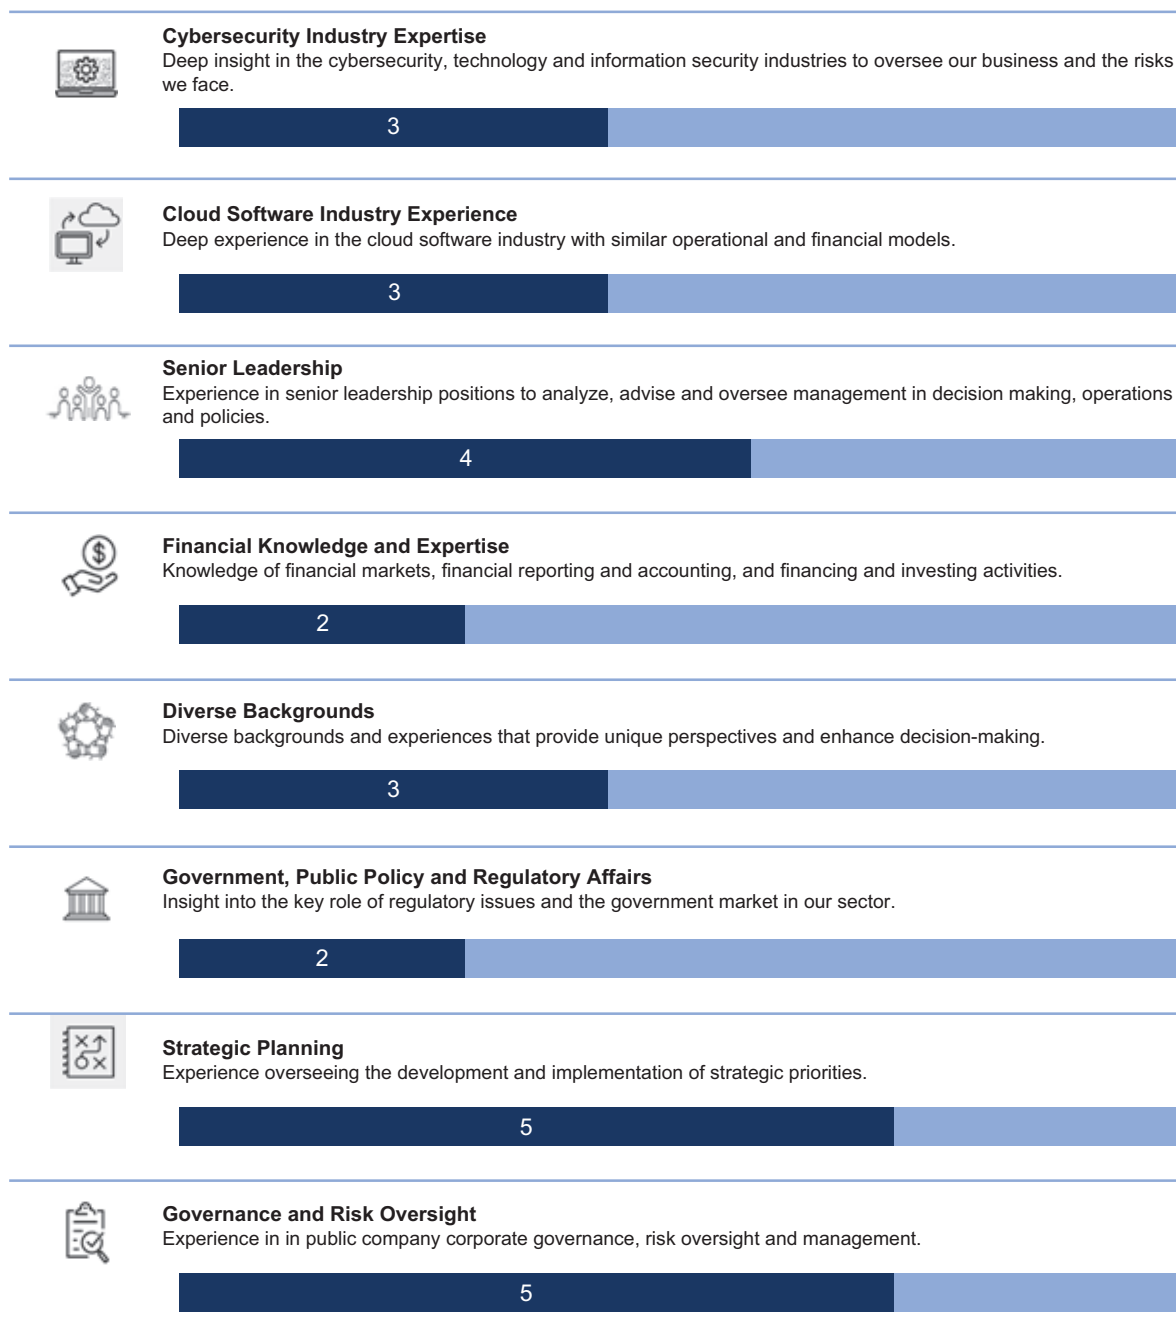 Cybersecurity Industry Expertise
Deep insight in the cybersecurity, technology and information security industries to oversee our business and the risks
we face.
3
Cloud Software Industry Experience
Deep experience in the cloud software industry with similar operational and financial models.
3
Senior Leadership
Experience in senior leadership positions to analyze, advise and oversee management in decision making, operations
and policies.
4
Financial Knowledge and Expertise
Knowledge of financial markets, financial reporting and accounting, and financing and investing activities.
2
Diverse Backgrounds
Diverse backgrounds and experiences that provide unique perspectives and enhance decision-making.
3
Government, Public Policy and Regulatory Affairs
Insight into the key role of regulatory issues and the government market in our sector.
2
Strategic Planning
Experience overseeing the development and implementation of strategic priorities.
5
Governance and Risk Oversight
Experience in in public company corporate governance, risk oversight and management.
5